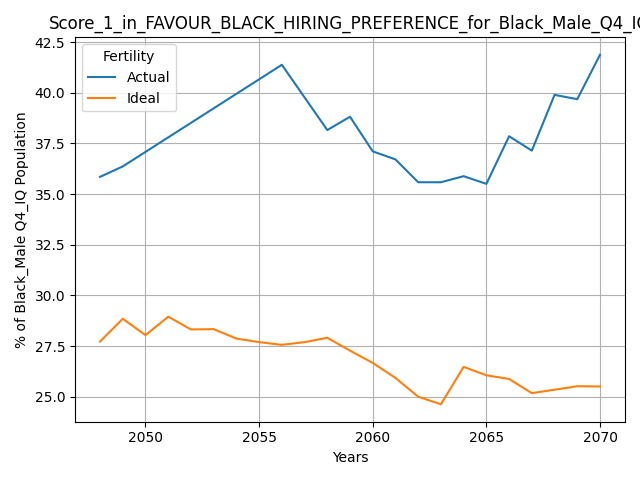 Score_1_in_FAVOUR_BLACK_HIRING_PREFERENCE_for_Black_Male_Q4_IQ
Fertility
Actual
Ideal
42.5
40.0
37.5
35.0
32.5
30.0
27.5
25.0
% of Black_Male Q4_IQ Population
2050 2055 2060 2065 2070
Years